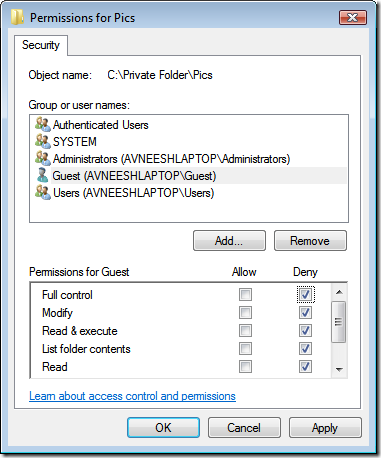 Permissions for Pics
Security
Object name: C:\Private Folder\Pics
Group or user names:
Authenticated Users
SYSTEM
Administrators (AVNEESHLAPTOP\Administrators)
Guest (AVNEESHLAPTOP\Guest)
Users (AVNEESHLAPTOP\Users)
Add... Remove
Permissions for Guest Allow Deny
Full control
Modify
Read & execute
List folder contents
Read
Learn about access control and permissions
OK Cancel Apply